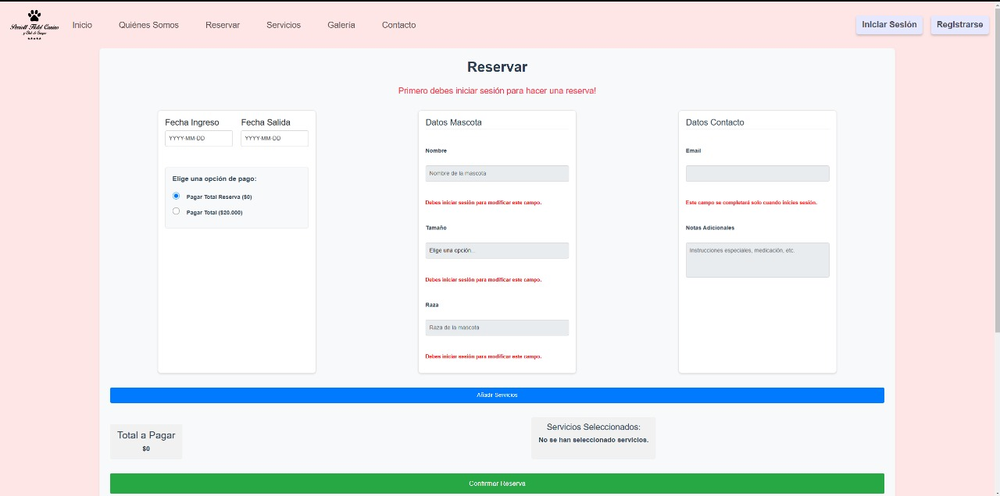 Inicio
Quiénes Somos
Reservar
Servicios
Galería
Contacto
Iniciar Sesión
Registrarse
Reservar
Primero debes iniciar sesión para hacer una reserva!
Fecha Ingreso
Fecha Salida
YYYY-MM-DD
YYYY-MM-DD
Elige una opción de pago:
Pagar Total Reserva ($0)
Pagar Total ($20.000)
Datos Mascota
Nombre
Nombre de la mascota
Debes iniciar sesión para modificar este campo.
Tamaño
Elige una opción...
Debes iniciar sesión para modificar este campo.
Raza
Raza de la mascota
Debes iniciar sesión para modificar este campo.
Datos Contacto
Email
Este campo se completará solo cuando inicies sesión.
Notas Adicionales
Instrucciones especiales, medicación, etc.
Añadir Servicios
Total a Pagar
$0
Servicios Seleccionados:
No se han seleccionado servicios.
Confirmar Reserva